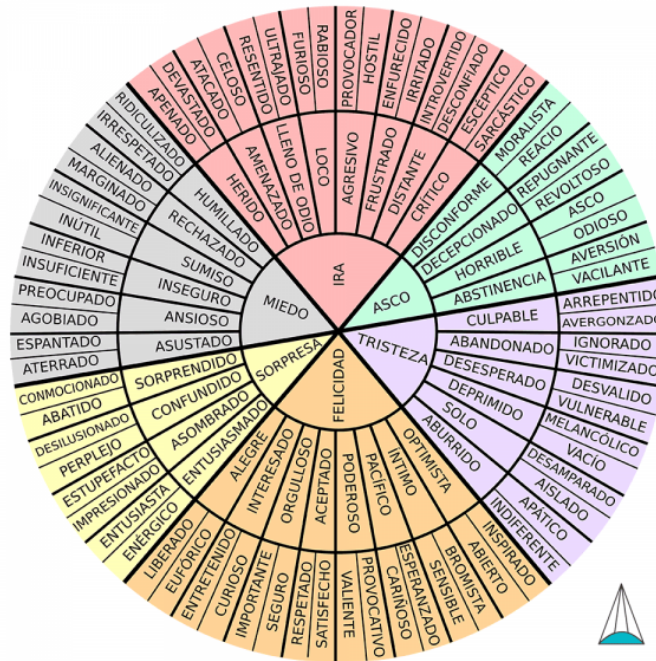 IRA
HERIDO
AMENAZADO
LLENO DE ODIO
LOCO
AGRESIVO
FRUSTRADO
DISTANTE
CRÍTICO
APENADO
DEVASTADO
ATACADO
CELOSO
RESENTIDO
ULTRAJADO
FURIOSO
RABIOSO
PROVOCADOR
HOSTIL
ENFURECIDO
IRRITADO
INTROVERTIDO
DESCONFIADO
ESCÉPTICO
SARCÁSTICO
ASCO
DISCONFORME
DECEPCIONADO
HORRIBLE
ABSTINENCIA
MORALISTA
REACIO
REPUGNANTE
REVOLTOSO
ASCO
ODIOSO
AVERSIÓN
VACILANTE
TRISTEZA
CULPABLE
ABANDONADO
DESESPERADO
DEPRIMIDO
SOLO
ABURRIDO
ARREPENTIDO
AVERGONZADO
IGNORADO
VICTIMIZADO
DESVALIDO
VULNERABLE
MELANCÓLICO
VACÍO
DESAMPARADO
AISLADO
APÁTICO
INDIFERENTE
FELICIDAD
OPTIMISTA
ÍNTIMO
PACÍFICO
PODEROSO
ACEPTADO
ORGULLOSO
INTERESADO
ALEGRE
INSPIRADO
ABIERTO
BROMISTA
SENSIBLE
ESPERANZADO
CARIÑOSO
PROVOCATIVO
VALIENTE
SATISFECHO
RESPETADO
SEGURO
IMPORTANTE
CURIOSO
ENTRETENIDO
EUFÓRICO
LIBERADO
SORPRESA
ENTUSIASMADO
ASOMBRADO
CONFUNDIDO
SORPRENDIDO
ENÉRGICO
ENTUSIASTA
IMPRESIONADO
ESTUPEFACTO
PERPLEJO
DESILUSIONADO
ABATIDO
CONMOCIONADO
MIEDO
ASUSTADO
ANSIOSO
INSEGURO
SUMISO
RECHAZADO
HUMILLADO
ATERRADO
ESPANTADO
AGOBIADO
PREOCUPADO
INSUFICIENTE
INFERIOR
INÚTIL
INSIGNIFICANTE
MARGINADO
ALIENADO
IRRESPETADO
RIDICULIZADO